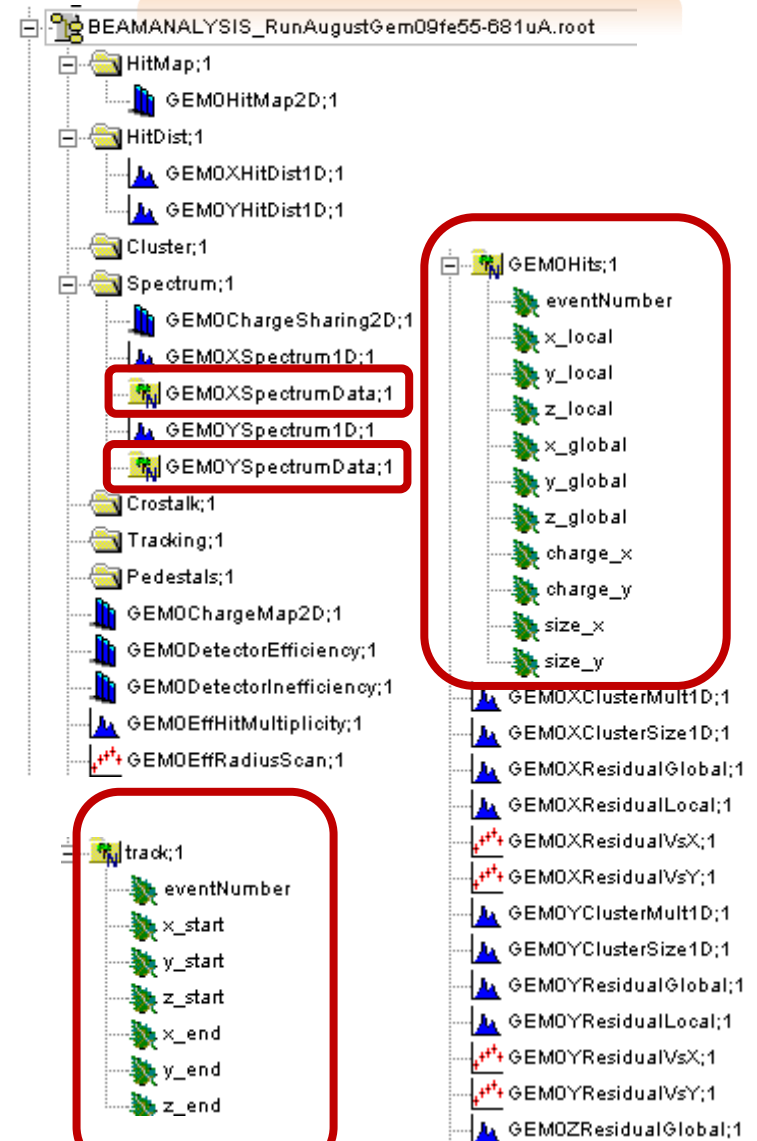 BEAMANALYSIS_RunAugustGem09fe55-681uA.root
HitMap;1
GEM0HitMap2D;1
HitDist;1
GEM0XHitDist1D;1
GEM0YHitDist1D;1
Cluster;1
Spectrum;1
GEM0ChargeSharing2D;1
GEM0XSpectrum1D;1
GEM0XSpectrumData;1
GEM0YSpectrum1D;1
GEM0YSpectrumData;1
Crostalk;1
Tracking;1
Pedestals;1
GEM0ChargeMap2D;1
GEM0DetectorEfficiency;1
GEM0DetectorInefficiency;1
GEM0EffHitMultiplicity;1
GEM0EffRadiusScan;1
track;1
eventNumber
x_start
y_start
z_start
x_end
y_end
z_end
GEM0Hits;1
eventNumber
x_local
y_local
z_local
x_global
y_global
z_global
charge_x
charge_y
size_x
size_y
GEM0XClusterMult1D;1
GEM0XClusterSize1D;1
GEM0XResidualGlobal;1
GEM0XResidualLocal;1
GEM0XResidualVsX;1
GEM0XResidualVsY;1
GEM0YClusterMult1D;1
GEM0YClusterSize1D;1
GEM0YResidualGlobal;1
GEM0YResidualLocal;1
GEM0YResidualVsX;1
GEM0YResidualVsY;1
GEM0ZResidualGlobal;1